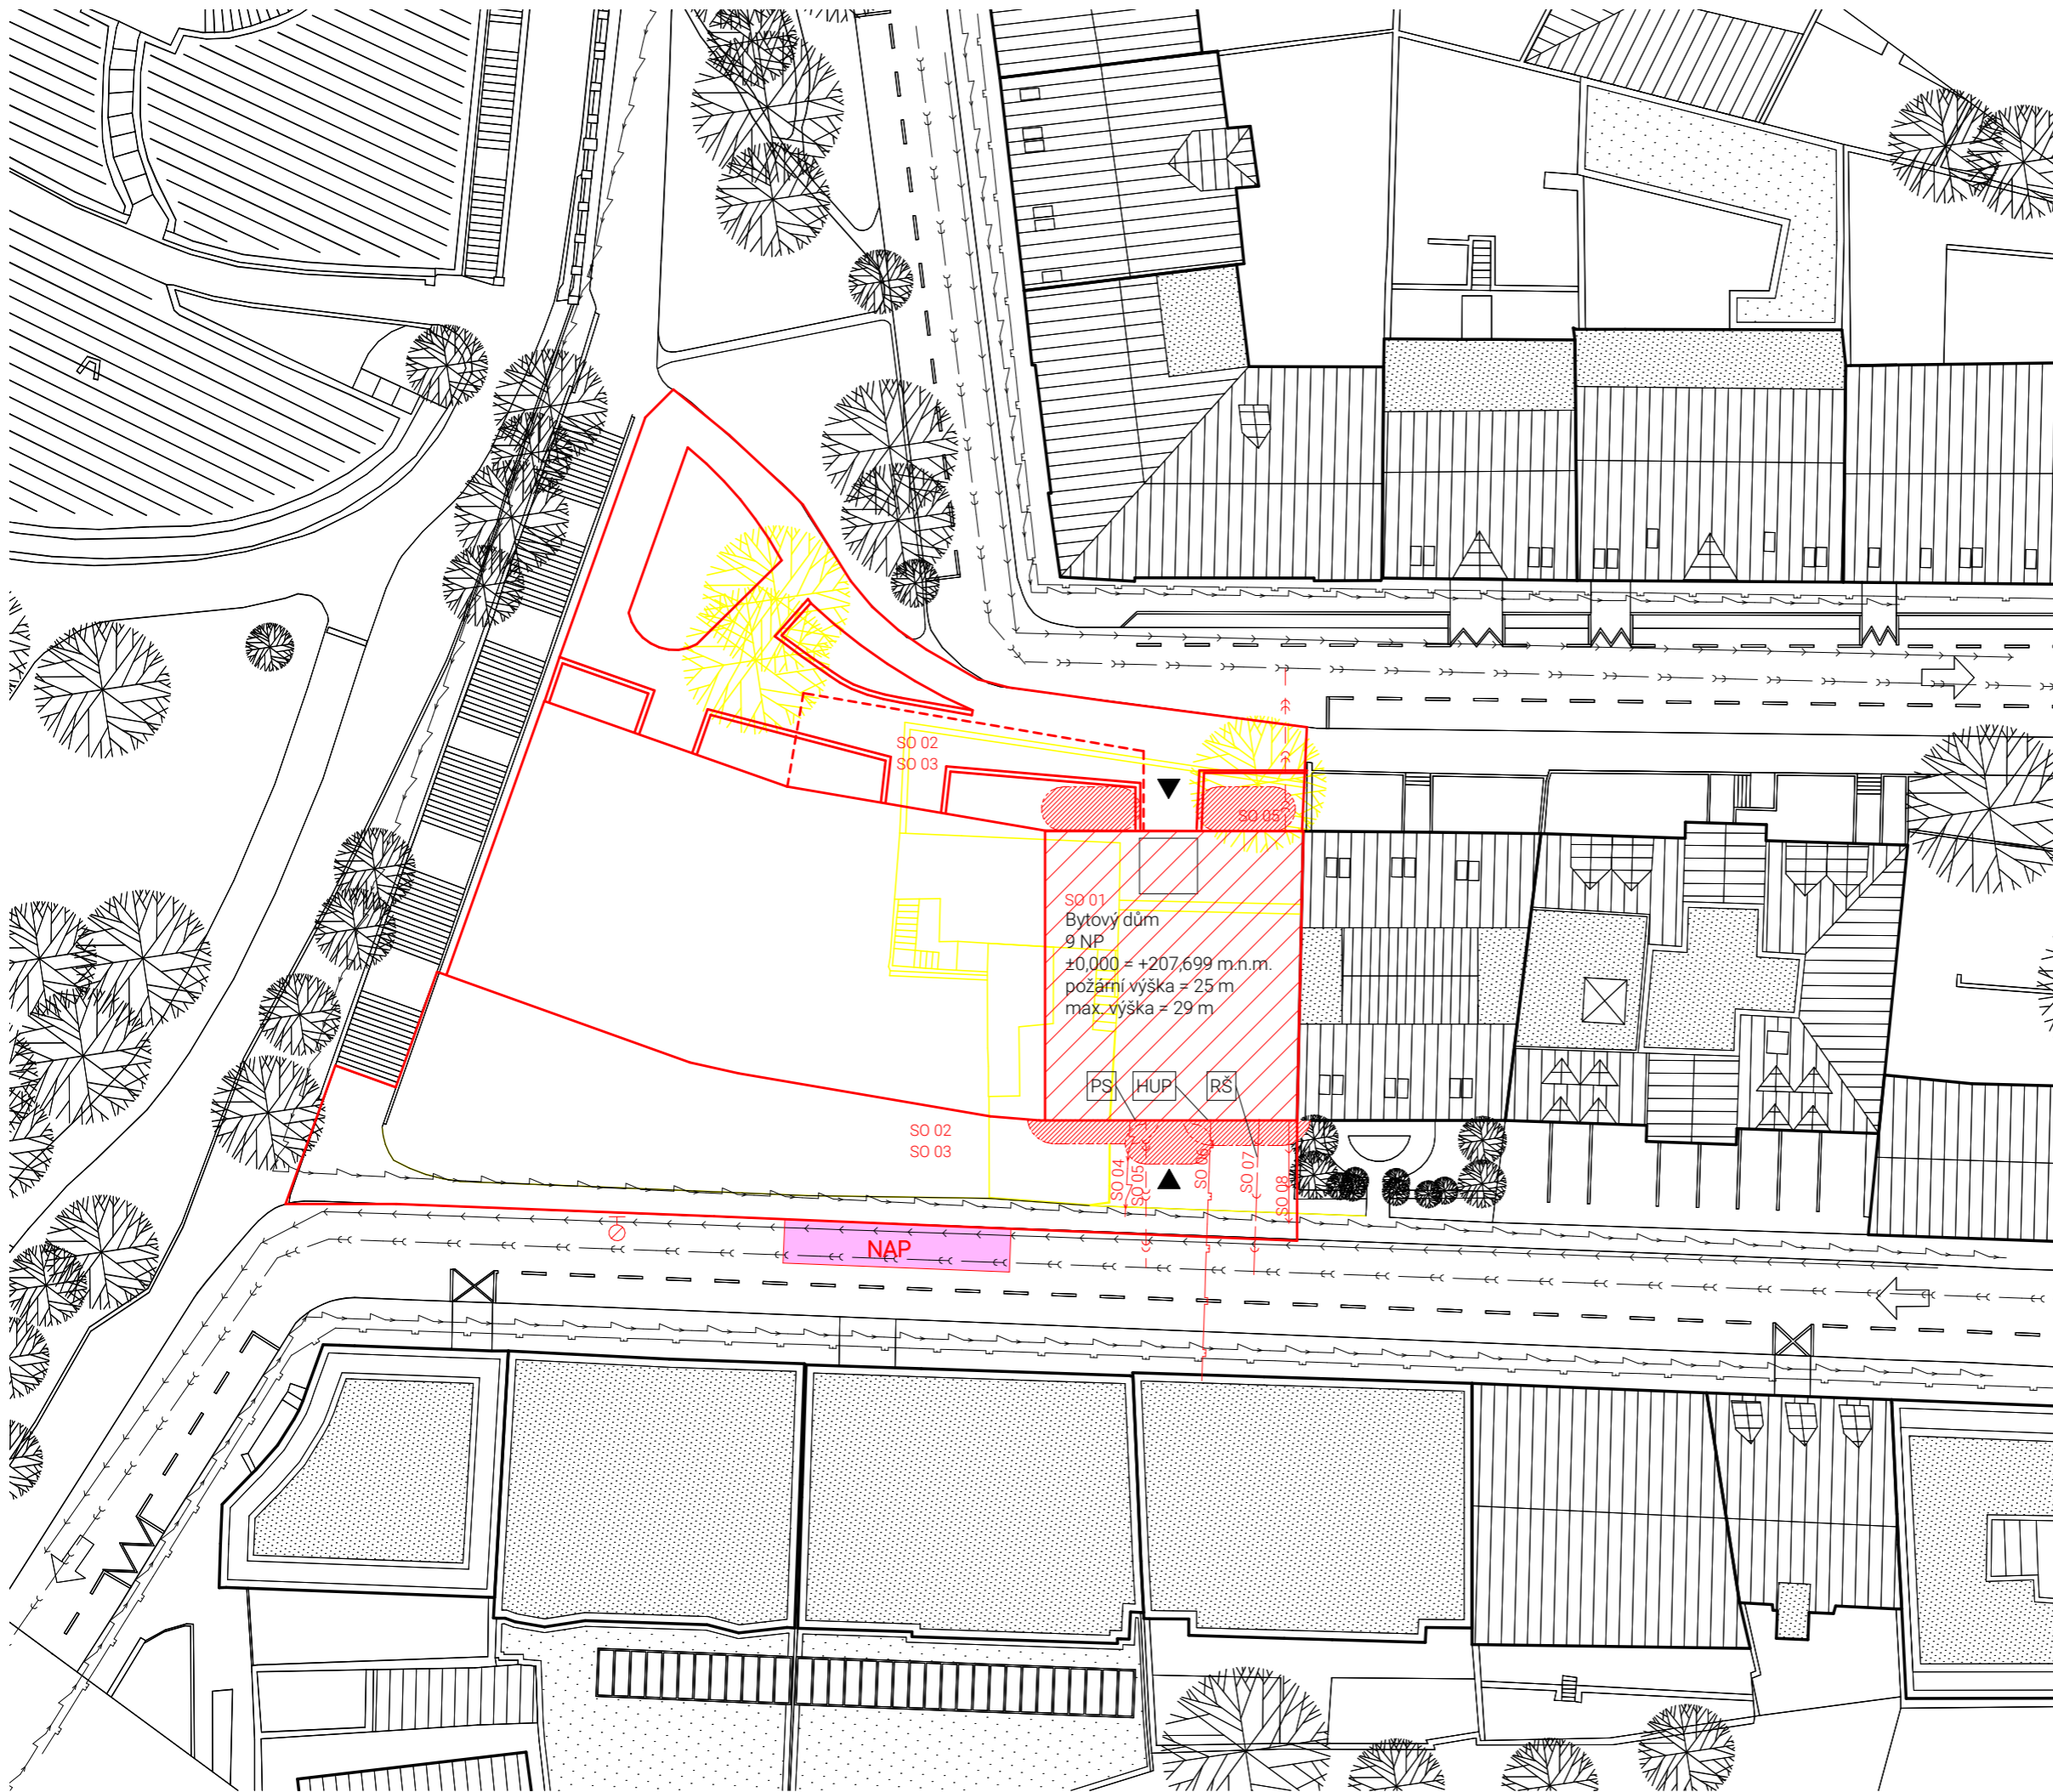 SO 02
SO 03
SO 05
SO 01
Bytový dům
9 NP
±0,000 = +207,699 m.n.m.
požární výška = 25 m
max. výška = 29 m
PS
HUP
RŠ
SO 02
SO 03
SO 04
SO 05
SO 06
SO 07
SO 08
NAP